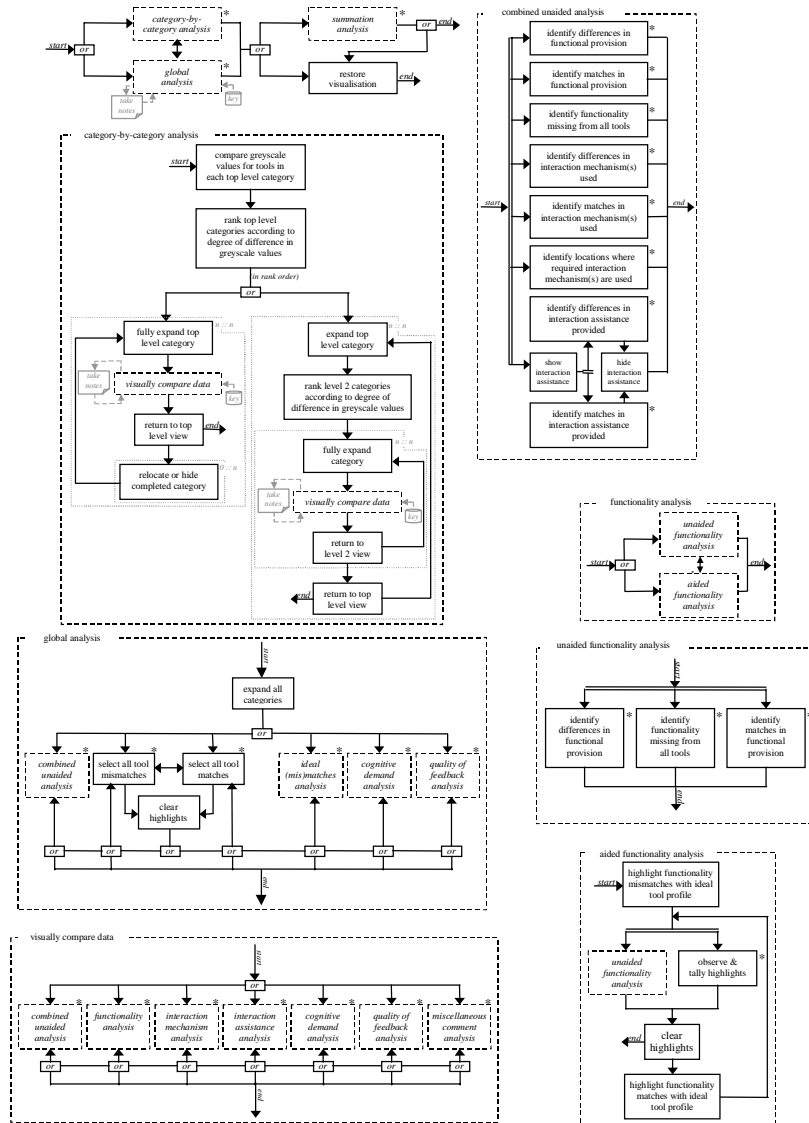 category-by-
category analysis
*
start
or
global
analysis
*
take
notes
key
or
summation
analysis
*
or
end
restore
visualisation
end
combined unaided analysis
start
identify differences in
functional provision
*
identify matches in
functional provision
*
identify functionality
missing from all tools
*
identify differences in
interaction mechanism(s)
used
*
identify matches in
interaction mechanism(s)
used
*
identify locations where
required interaction
mechanism(s) are used
*
identify differences in
interaction assistance
provided
*
show
interaction
assistance
hide
interaction
assistance
identify matches in
interaction assistance
provided
*
end
category-by-category analysis
start
compare greyscale
values for tools in
each top level category
rank top level
categories according to
degree of difference in
greyscale values
(in rank order)
or
n :: n
fully expand top
level category
take
notes
visually compare data
key
return to top
level view
end
0 :: n
relocate or hide
completed category
n :: n
expand top
level category
rank level 2 categories
according to degree of
difference in greyscale values
n :: n
fully expand
category
take
notes
visually compare data
key
return to
level 2 view
end
return to top
level view
functionality analysis
start
or
unaided
functionality
analysis
aided
functionality
analysis
end
global analysis
start
expand all
categories
or
combined
unaided
analysis
*
select all tool
mismatches
*
select all tool
matches
*
clear
highlights
ideal
(mis)matches
analysis
*
cognitive
demand
analysis
*
quality of
feedback
analysis
*
or
or
or
or
or
or
or
end
unaided functionality analysis
start
identify
differences in
functional
provision
*
identify
functionality
missing from
all tools
*
identify
matches in
functional
provision
*
end
visually compare data
start
or
combined
unaided
analysis
*
functionality
analysis
*
interaction
mechanism
analysis
*
interaction
assistance
analysis
*
cognitive
demand
analysis
*
quality of
feedback
analysis
*
miscellaneous
comment
analysis
*
or
or
or
or
or
or
or
end
aided functionality analysis
start
highlight functionality
mismatches with ideal
tool profile
unaided
functionality
analysis
observe &
tally highlights
*
clear
highlights
end
highlight functionality
matches with ideal
tool profile